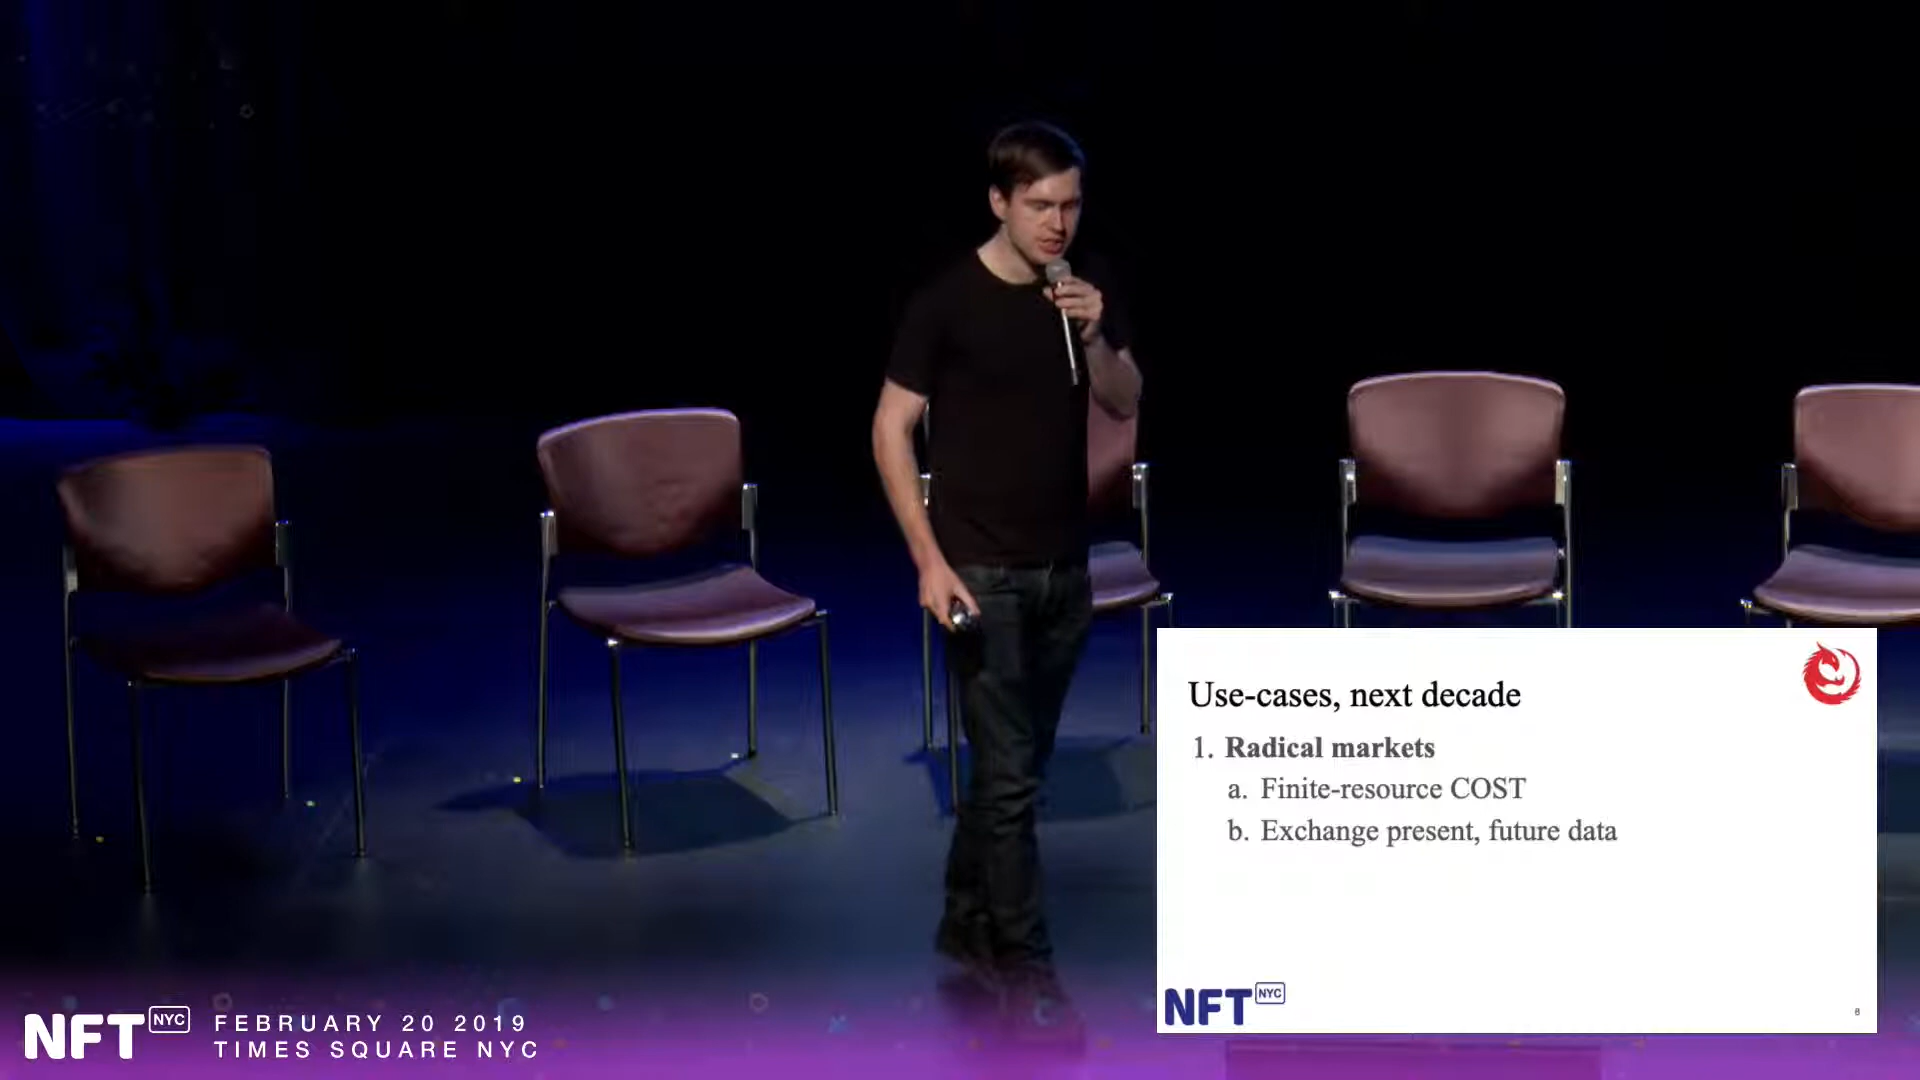 Use-cases, next decade
1. Radical markets
a. Finite-resource COST
b. Exchange present, future data
NFT NYC
8
NFT NYC
FEBRUARY 20 2019
TIMES SQUARE NYC